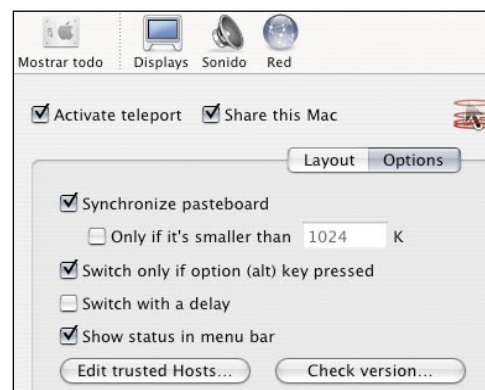 Mostrar todo Displays Sonido Red
Activate teleport Share this Mac
Layout Options
Synchronize pasteboard
Only if it's smaller than 1024 K
Switch only if option (alt) key pressed
Switch with a delay
Show status in menu bar
Edit trusted Hosts... Check version...